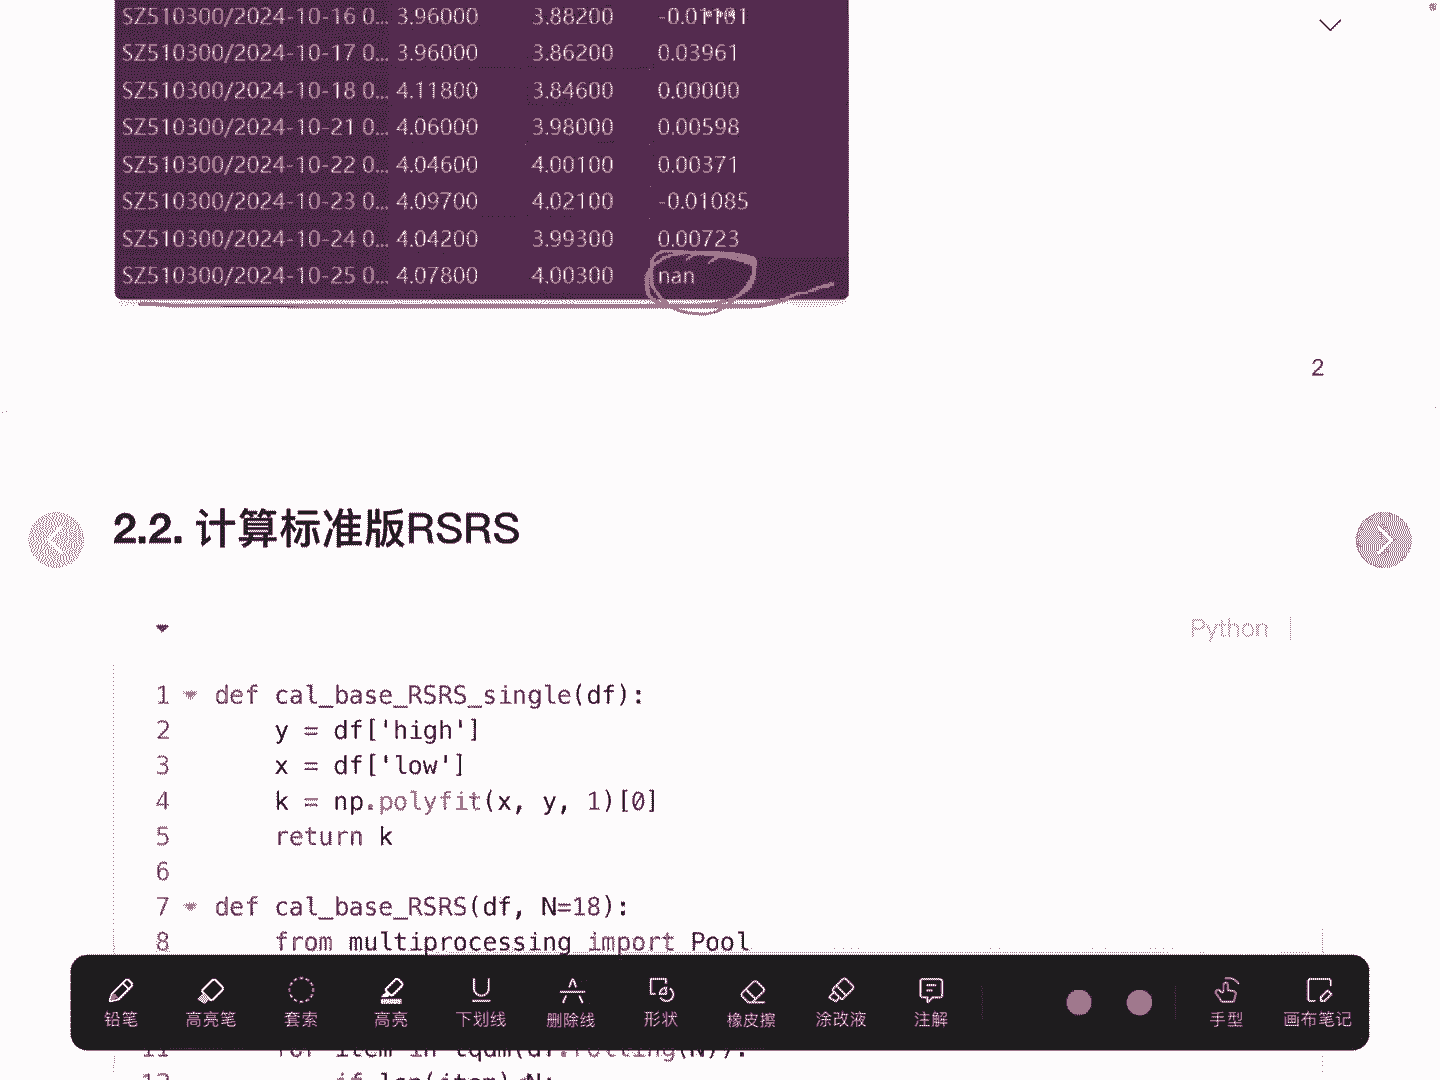 SZ510300/2024-10-16 0... 3.96000 3.88200
SZ510300/2024-10-17 0... 3.96000 3.86200 0.03961
SZ510300/2024-10-18 0... 4.11800 3.84600 0.00000
SZ510300/2024-10-21 0... 4.06000 3.98000 0.00598
SZ510300/2024-10-22 0... 4.04600 4.00100 0.00371
SZ510300/2024-10-23 0... 4.09700 4.02100 -0.01085
SZ510300/2024-10-24 0... 4.04200 3.99300 0.00723
SZ510300/2024-10-25 0... 4.07800 4.00300 nan
2
2.2. 计算标准版RSRS
Python
1 def cal_base_RSRS_single(df):
2 y = df['high']
3 x = df['low']
4 k = np.polyfit(x, y, 1)[0]
5 return k
6
7 def cal_base_RSRS(df, N=18):
8 from multiprocessing import Pool
铅笔 高亮笔 套索 高亮 下划线 删除线 形状 橡皮擦 涂改液 注解 手型 画布笔记
11 for item in tqdm(df.rolling(N)):